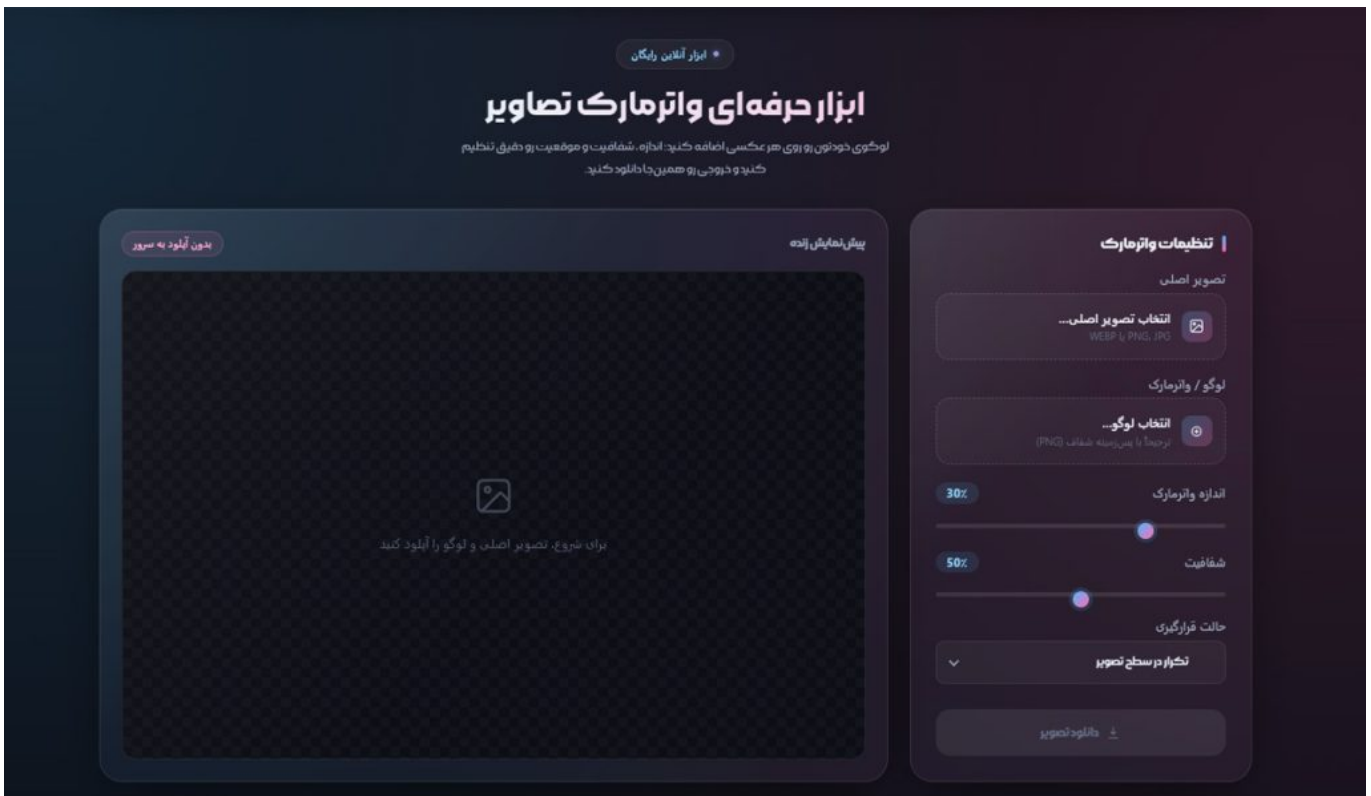 ابزار آنلاین رایگان
ابزار حرفه‌ای واترمارک تصاویر
لوگوی خودتون رو روی هر عکسی اضافه کنید: اندازه، شفافیت و موقعیت رو دقیق تنظیم
کنید و خروجی رو همین‌جا دانلود کنید.
تنظیمات واترمارک
تصویر اصلی
انتخاب تصویر اصلی...
PNG, JPG یا WEBP
لوگو / واترمارک
انتخاب لوگو...
ترجیحاً با پس‌زمینه شفاف (PNG)
اندازه واترمارک
30%
شفافیت
50%
حالت قرارگیری
تکرار در سطح تصویر
دانلود تصویر
پیش‌نمایش زنده
بدون آپلود به سرور
برای شروع، تصویر اصلی و لوگو را آپلود کنید